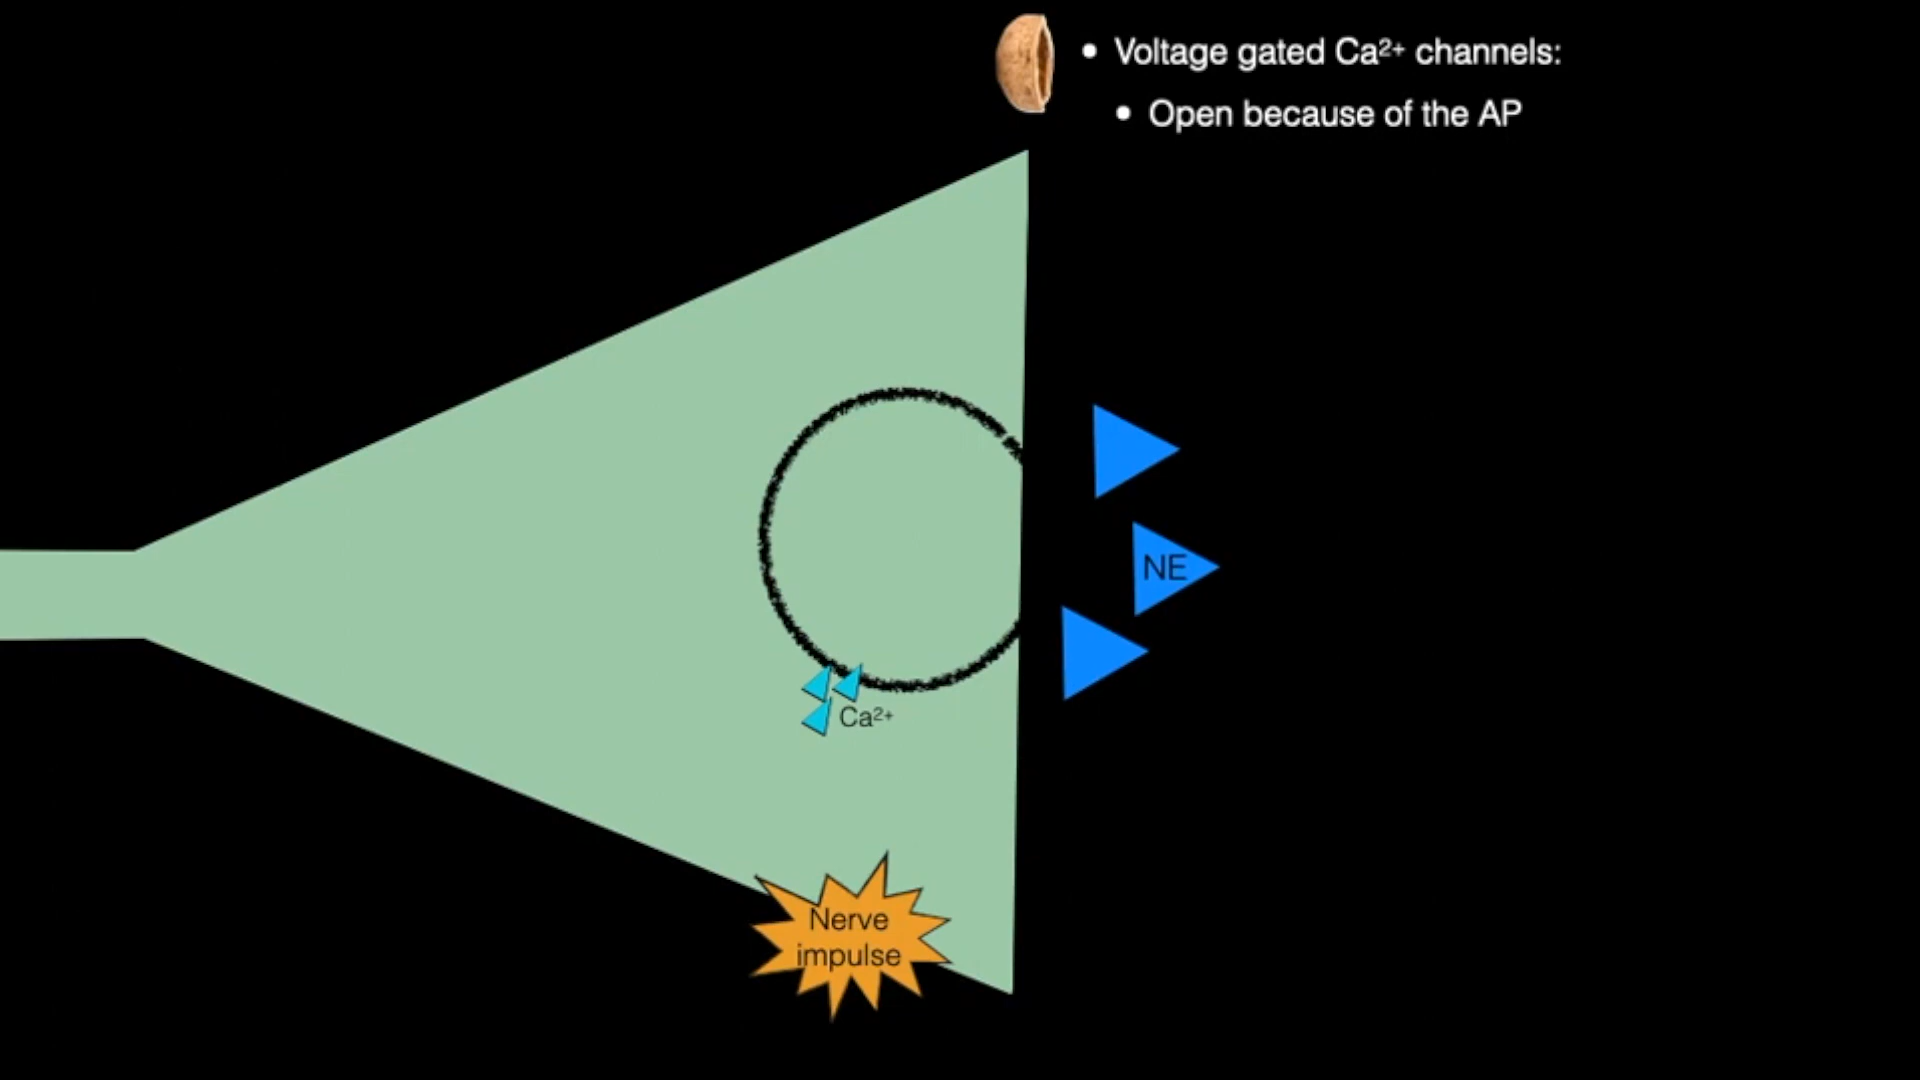 • Voltage gated Ca²⁺ channels:
• Open because of the AP
NE
Ca²⁺
Nerve
impulse